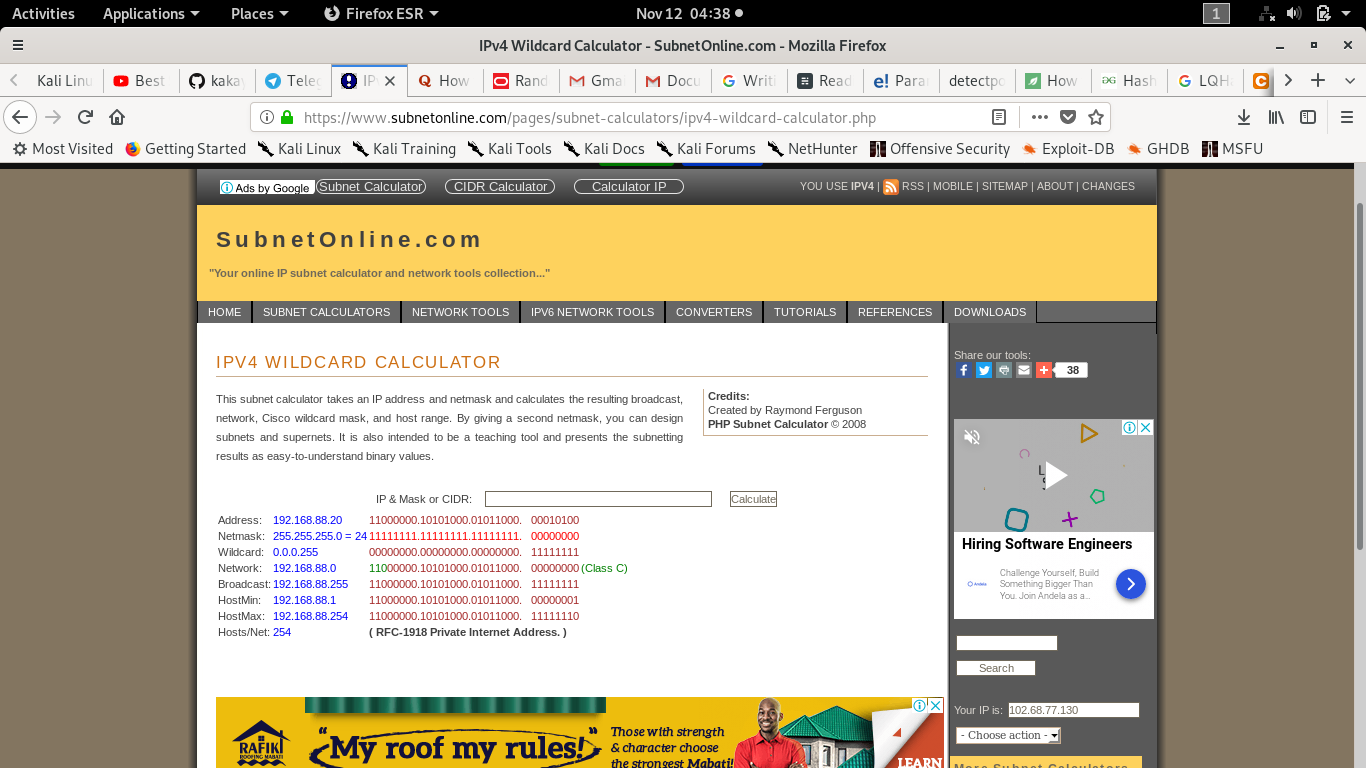 Activities Applications Places Firefox ESR Nov 12 04:38 1
IPv4 Wildcard Calculator - SubnetOnline.com - Mozilla Firefox
Kali Linu Best kakay Teleg IP How Rand Gmai Docu Writi Read Para detectpo How Hash LQH
https://www.subnetonline.com/pages/subnet-calculators/ipv4-wildcard-calculator.php
Most Visited Getting Started Kali Linux Kali Training Kali Tools Kali Docs Kali Forums NetHunter Offensive Security Exploit-DB GHDB MSFU
Ads by Google Subnet Calculator CIDR Calculator Calculator IP YOU USE IPV4 | RSS | MOBILE | SITEMAP | ABOUT | CHANGES
SubnetOnline.com
"Your online IP subnet calculator and network tools collection..."
HOME SUBNET CALCULATORS NETWORK TOOLS IPV6 NETWORK TOOLS CONVERTERS TUTORIALS REFERENCES DOWNLOADS
IPV4 WILDCARD CALCULATOR
This subnet calculator takes an IP address and netmask and calculates the resulting broadcast,
network, Cisco wildcard mask, and host range. By giving a second netmask, you can design
subnets and supernets. It is also intended to be a teaching tool and presents the subnetting
results as easy-to-understand binary values.
Credits:
Created by Raymond Ferguson
PHP Subnet Calculator © 2008
IP & Mask or CIDR: Calculate
Address: 192.168.88.20 11000000.10101000.01011000. 00010100
Netmask: 255.255.255.0 = 24 11111111.11111111.11111111. 00000000
Wildcard: 0.0.0.255 00000000.00000000.00000000. 11111111
Network: 192.168.88.0 11000000.10101000.01011000. 00000000 (Class C)
Broadcast: 192.168.88.255 11000000.10101000.01011000. 11111111
HostMin: 192.168.88.1 11000000.10101000.01011000. 00000001
HostMax: 192.168.88.254 11000000.10101000.01011000. 11111110
Hosts/Net: 254 ( RFC-1918 Private Internet Address. )
RAFIKI
ROOFING MABATI
"My roof my rules!"
Those with strength
& character choose
the strongest Mabati
LEARN
Share our tools:
38
Hiring Software Engineers
Andela
Challenge Yourself, Build
Something Bigger Than
You. Join Andela as a...
Search
Your IP is: 102.68.77.130
- Choose action -
More Subnet Calculators